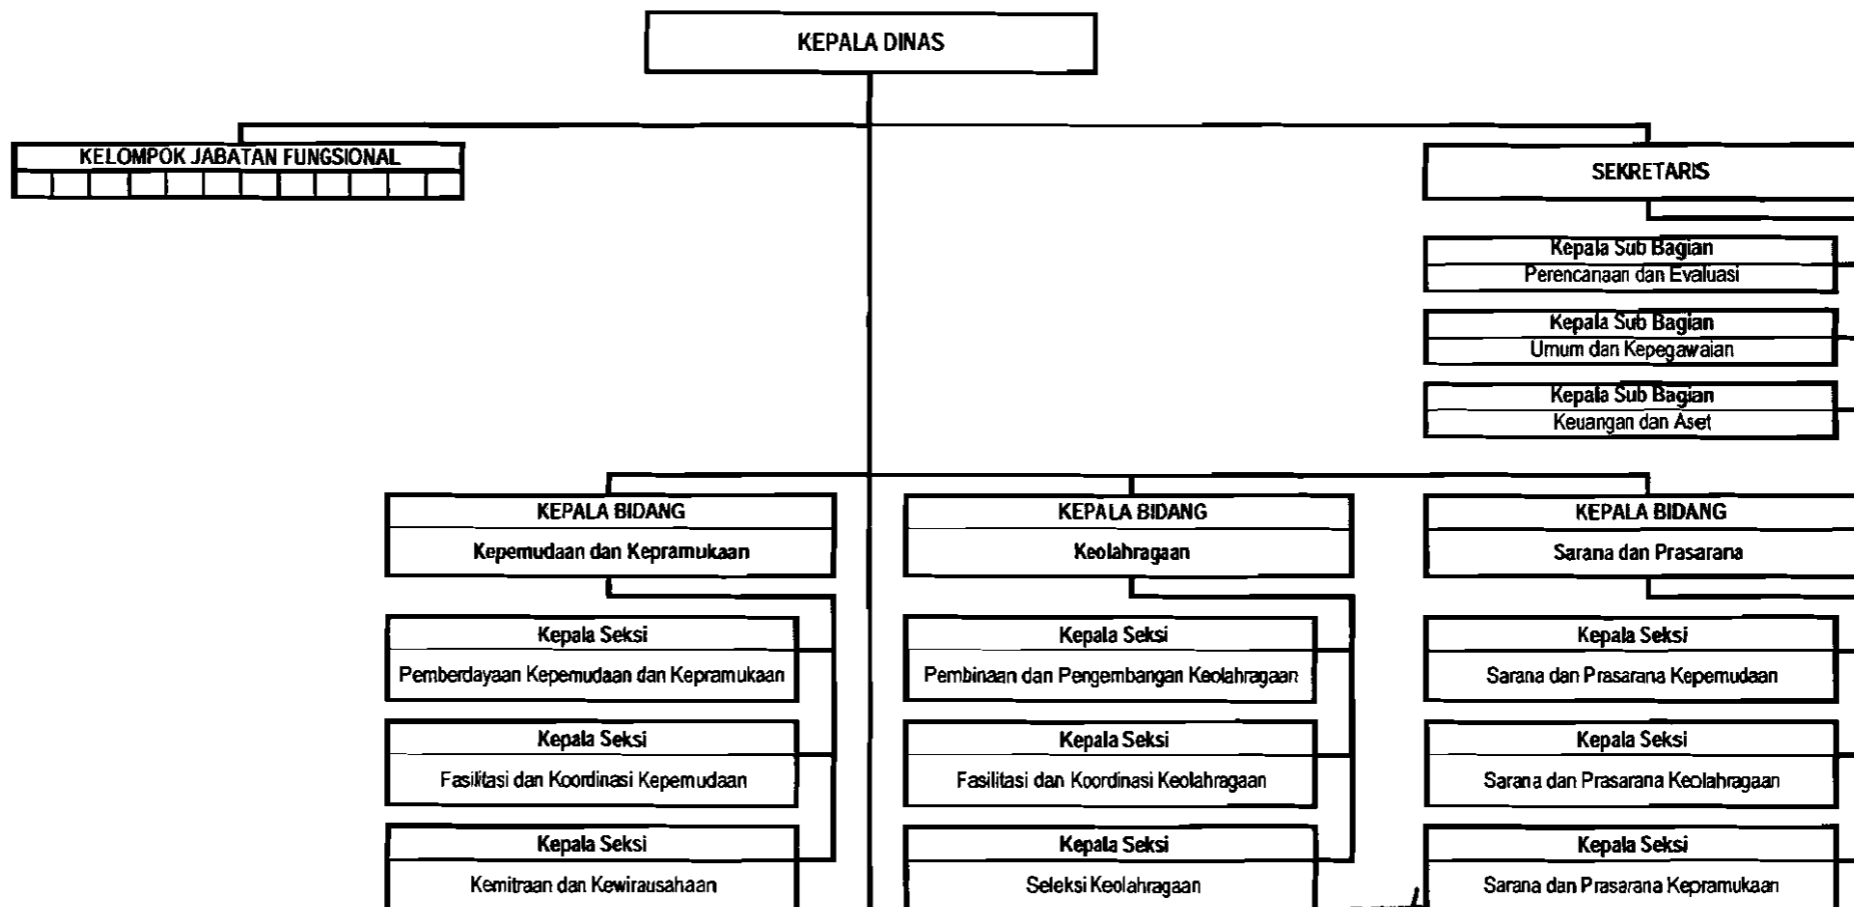 KEPALA DINAS
KELOMPOK JABATAN FUNGSIONAL
SEKRETARIS
Kepala Sub Bagian
Perencanaan dan Evaluasi
Kepala Sub Bagian
Umum dan Kepegawaian
Kepala Sub Bagian
Keuangan dan Aset
KEPALA BIDANG
Kepemudaan dan Kepramukaan
Kepala Seksi
Pemberdayaan Kepemudaan dan Kepramukaan
Kepala Seksi
Fasilitasi dan Koordinasi Kepemudaan
Kepala Seksi
Kemitraan dan Kewirausahaan
KEPALA BIDANG
Keolahragaan
Kepala Seksi
Pembinaan dan Pengembangan Keolahragaan
Kepala Seksi
Fasilitasi dan Koordinasi Keolahragaan
Kepala Seksi
Seleksi Keolahragaan
KEPALA BIDANG
Sarana dan Prasarana
Kepala Seksi
Sarana dan Prasarana Kepemudaan
Kepala Seksi
Sarana dan Prasarana Keolahragaan
Kepala Seksi
Sarana dan Prasarana Kepramukaan